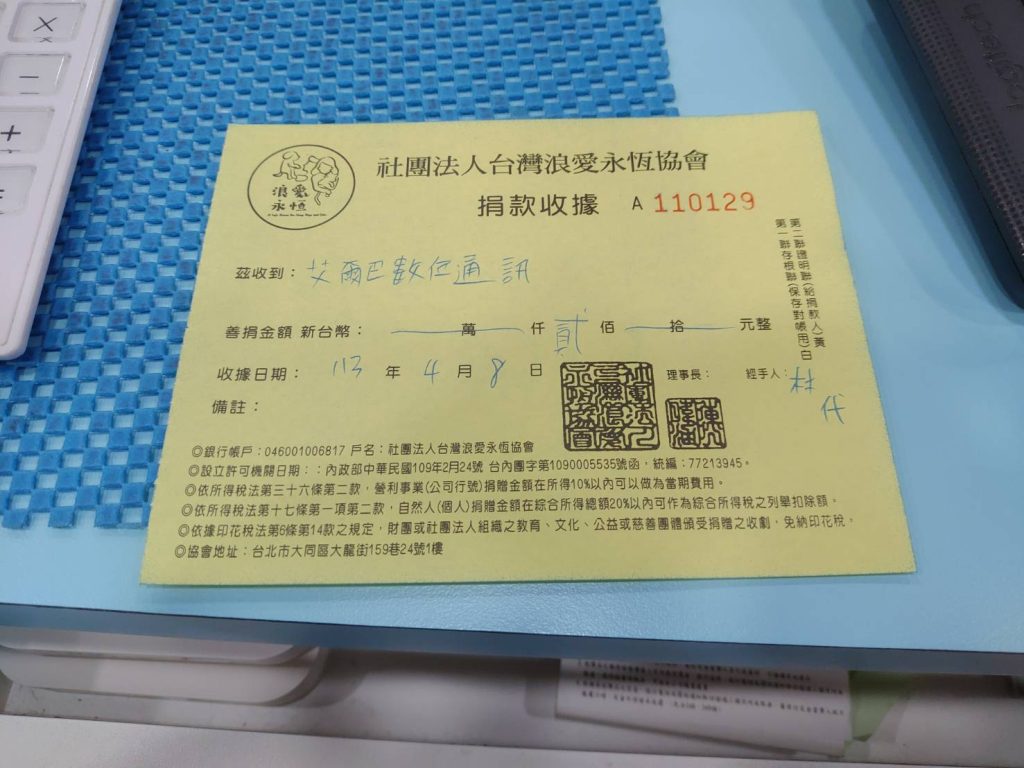 浪愛
永恆
社團法人台灣浪愛永恆協會
捐款收據 A 110129
第二聯證明聯(給捐款人)黃
第一聯存根聯(保存對帳用)白
茲收到：艾爾巴數位通訊
善捐金額 新台幣： 萬 仟 貳 佰 拾 元整
收據日期： 113 年 4 月 8 日 理事長： 經手人：林
代
備註：
◎銀行帳戶：046001006817 戶名：社團法人台灣浪愛永恆協會
◎設立許可機關日期：：內政部中華民國109年2月24號 台內團字第1090005535號函，統編：77213945。
◎依所得稅法第三十六條第二款，營利事業(公司行號)捐贈金額在所得10%以內可以做為當期費用。
◎依所得稅法第十七條第一項第二款，自然人(個人)捐贈金額在綜合所得總額20%以內可作為綜合所得稅之列舉扣除額。
◎依據印花稅法第6條第14款之規定，財團或社團法人組織之教育、文化、公益或慈善團體領受捐贈之收劇，免納印花稅。
◎協會地址：台北市大同區大龍街159巷24號1樓
logitech